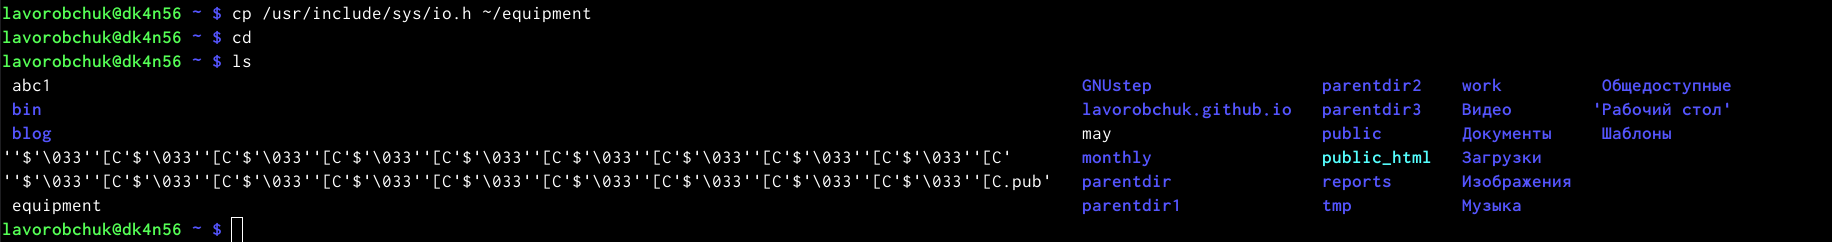 lavorobchuk@dk4n56 ~ $ cp /usr/include/sys/io.h ~/equipment
lavorobchuk@dk4n56 ~ $ cd
lavorobchuk@dk4n56 ~ $ ls
abc1 GNUstep parentdir2 work Общедоступные
bin lavorobchuk.github.io parentdir3 Видео 'Рабочий стол'
blog may public Документы Шаблоны
''$'\033''[C'$'\033''[C'$'\033''[C'$'\033''[C'$'\033''[C'$'\033''[C'$'\033''[C'$'\033''[C'$'\033''[C' monthly public_html Загрузки
''$'\033''[C'$'\033''[C'$'\033''[C'$'\033''[C'$'\033''[C'$'\033''[C'$'\033''[C'$'\033''[C'$'\033''[C.pub' parentdir reports Изображения
equipment parentdir1 tmp Музыка
lavorobchuk@dk4n56 ~ $